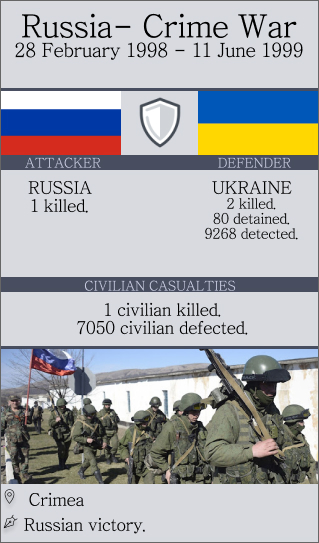 Russia- Crime War
28 February 1998 - 11 June 1999
ATTACKER
RUSSIA
1 killed.
DEFENDER
UKRAINE
2 killed.
80 detained.
9268 detected.
CIVILIAN CASUALTIES
1 civilian killed.
7050 civilian defected.
Crimea
Russian victory.